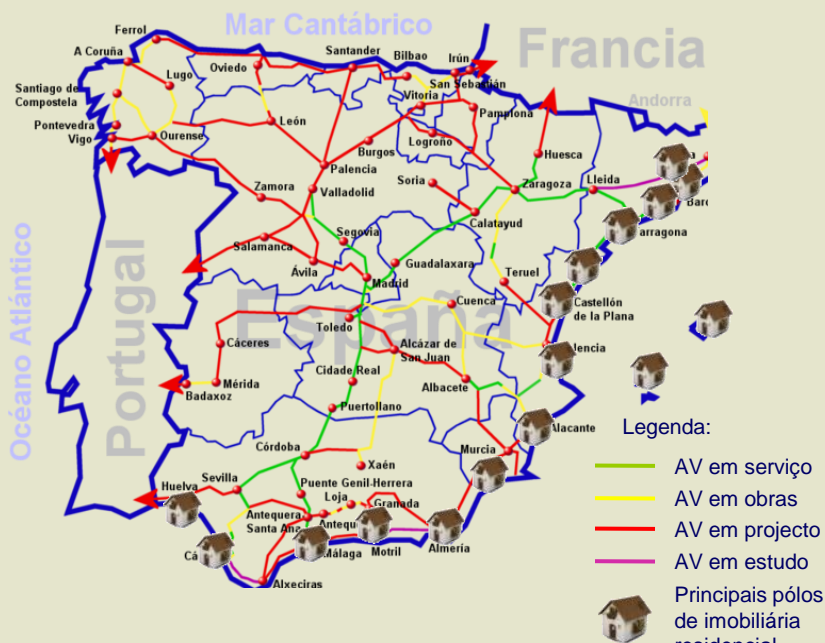 Mar Cantábrico
Francia
Andorra
Océano Atlántico
Portugal
España
Ferrol
A Coruña
Lugo
Santiago de
Compostela
Pontevedra
Vigo
Ourense
Oviedo
León
Santander
Bilbao
Irún
San Sebastián
Vitoria
Pamplona
Logroño
Burgos
Palencia
Valladolid
Zamora
Soria
Huesca
Zaragoza
Lleida
Calatayud
Segovia
Salamanca
Ávila
Guadalaxara
Madrid
Teruel
Cuenca
Toledo
Castellón
de la Plana
Cáceres
Alcázar de
San Juan
Cidade Real
Albacete
Mérida
Badaxoz
Puertollano
Alacante
Murcia
Córdoba
Xaén
Sevilla
Huelva
Puente Genil-Herrera
Loja
Granada
Antequera
Santa Ana
Motril
Almería
Málaga
Alxeciras
Legenda:
AV em serviço
AV em obras
AV em projecto
AV em estudo
Principais pólos
de imobiliária
residencial